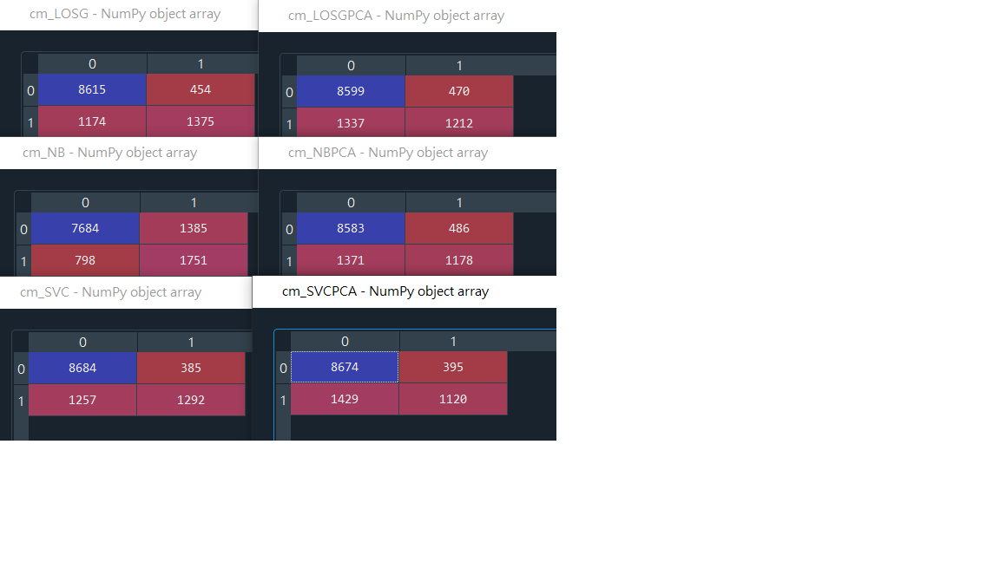 cm_LOSG - NumPy object array
0 1
0 8615 454
1 1174 1375
cm_LOSGPCA - NumPy object array
0 1
0 8599 470
1 1337 1212
cm_NB - NumPy object array
0 1
0 7684 1385
1 798 1751
cm_NBPCA - NumPy object array
0 1
0 8583 486
1 1371 1178
cm_SVC - NumPy object array
0 1
0 8684 385
1 1257 1292
cm_SVCPCA - NumPy object array
0 1
0 8674 395
1 1429 1120